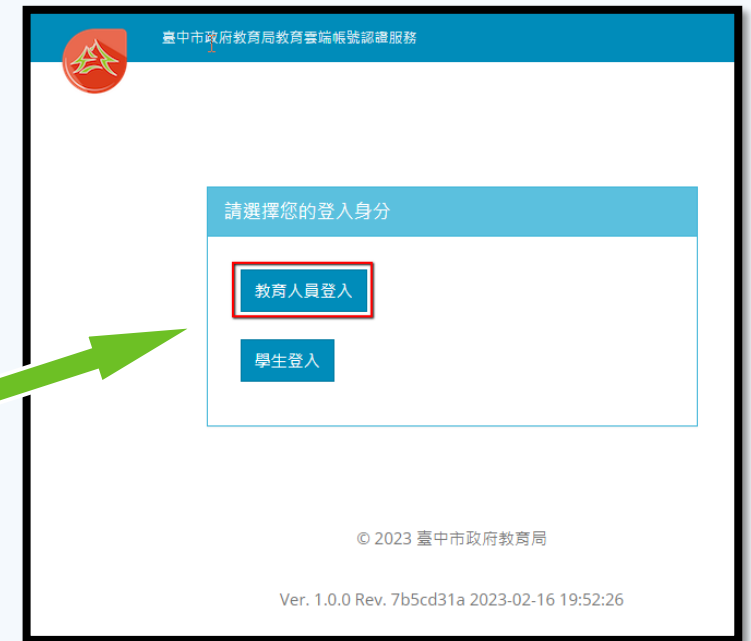 臺中市政府教育局教育雲端帳號認證服務
請選擇您的登入身分
教育人員登入
學生登入
© 2023 臺中市政府教育局
Ver. 1.0.0 Rev. 7b5cd31a 2023-02-16 19:52:26